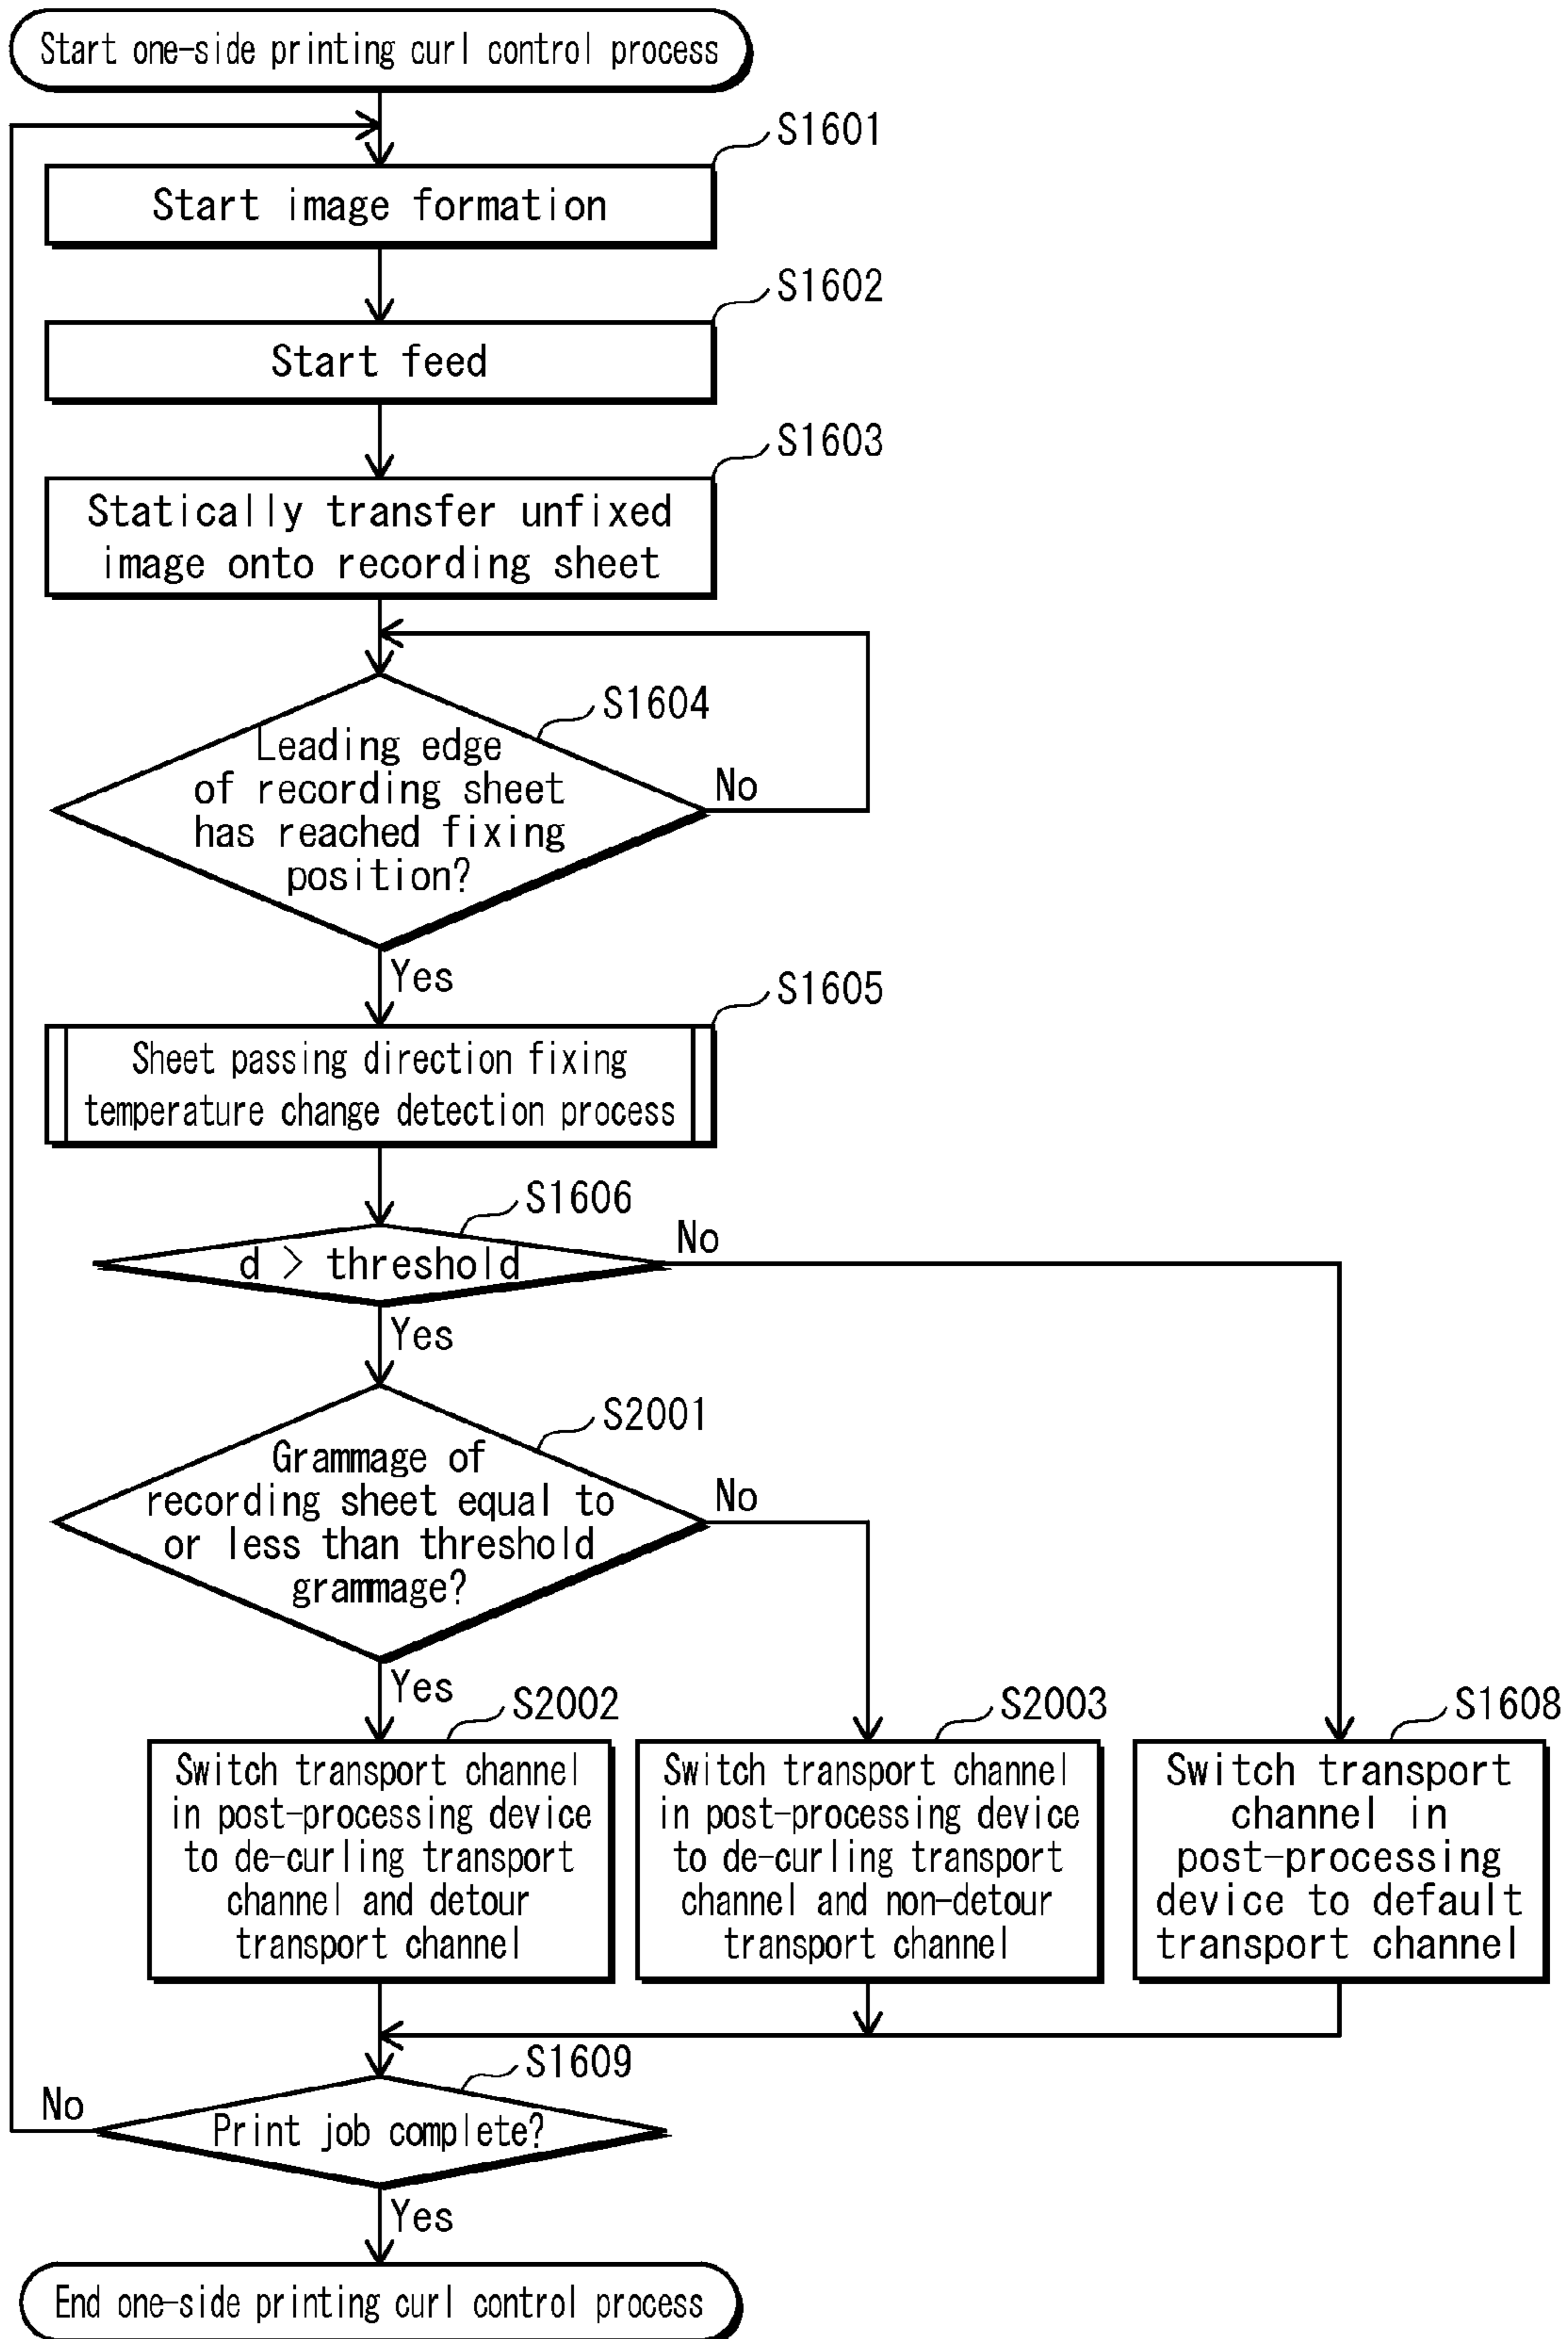 Start one-side printing curl control process
S1601
Start image formation
S1602
Start feed
S1603
Statically transfer unfixed
image onto recording sheet
S1604
Leading edge
of recording sheet
has reached fixing
position?
No
Yes
S1605
Sheet passing direction fixing
temperature change detection process
S1606
d > threshold
No
Yes
S2001
Grammage of
recording sheet equal to
or less than threshold
grammage?
No
Yes
S2002
Switch transport channel
in post-processing device
to de-curling transport
channel and detour
transport channel
S2003
Switch transport channel
in post-processing device
to de-curling transport
channel and non-detour
transport channel
S1608
Switch transport
channel in
post-processing
device to default
transport channel
S1609
Print job complete?
No
Yes
End one-side printing curl control process